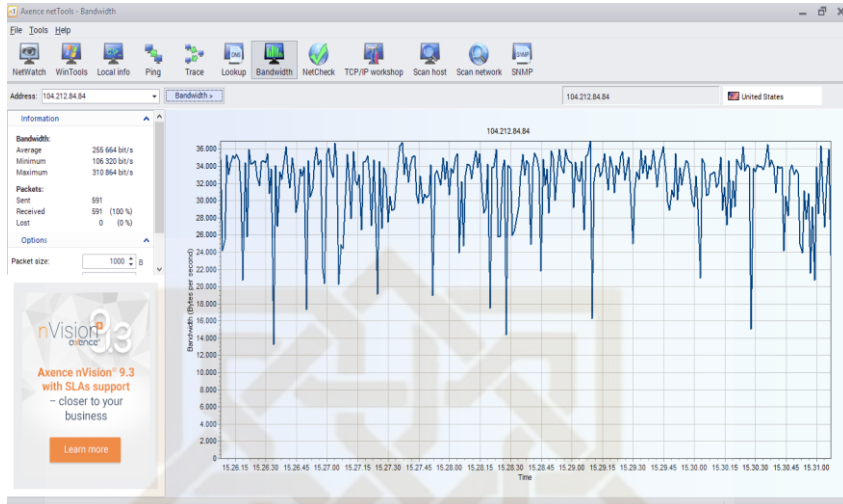 Axence netTools - Bandwidth
File Tools Help
NetWatch WinTools Local info Ping Trace Lookup Bandwidth NetCheck TCP/IP workshop Scan host Scan network SNMP
Address: 104.212.84.84 Bandwidth > 104.212.84.84 United States
Information
Bandwidth:
Average 255 664 bit/s
Minimum 106 320 bit/s
Maximum 310 864 bit/s
Packets:
Sent 591
Received 591 (100 %)
Lost 0 (0 %)
Options
Packet size: 1000 B
nVision 9.3
axence
Axence nVision® 9.3
with SLAs support
– closer to your
business
Learn more
104.212.84.84
Bandwidth (Bytes per second)
36.000
34.000
32.000
30.000
28.000
26.000
24.000
22.000
20.000
18.000
16.000
14.000
12.000
10.000
8.000
6.000
4.000
2.000
0
15.26.15 15.26.30 15.26.45 15.27.00 15.27.15 15.27.30 15.27.45 15.28.00 15.28.15 15.28.30 15.28.45 15.29.00 15.29.15 15.29.30 15.29.45 15.30.00 15.30.15 15.30.30 15.30.45 15.31.00
Time